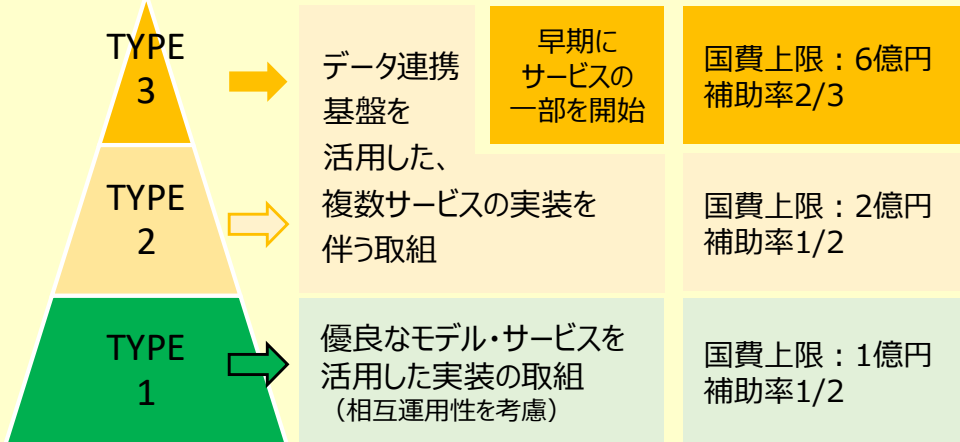 TYPE
3
データ連携
基盤を
活用した、
複数サービスの実装を
伴う取組
早期に
サービスの
一部を開始
国費上限：6億円
補助率2/3
TYPE
2
国費上限：2億円
補助率1/2
TYPE
1
優良なモデル・サービスを
活用した実装の取組
（相互運用性を考慮）
国費上限：1億円
補助率1/2